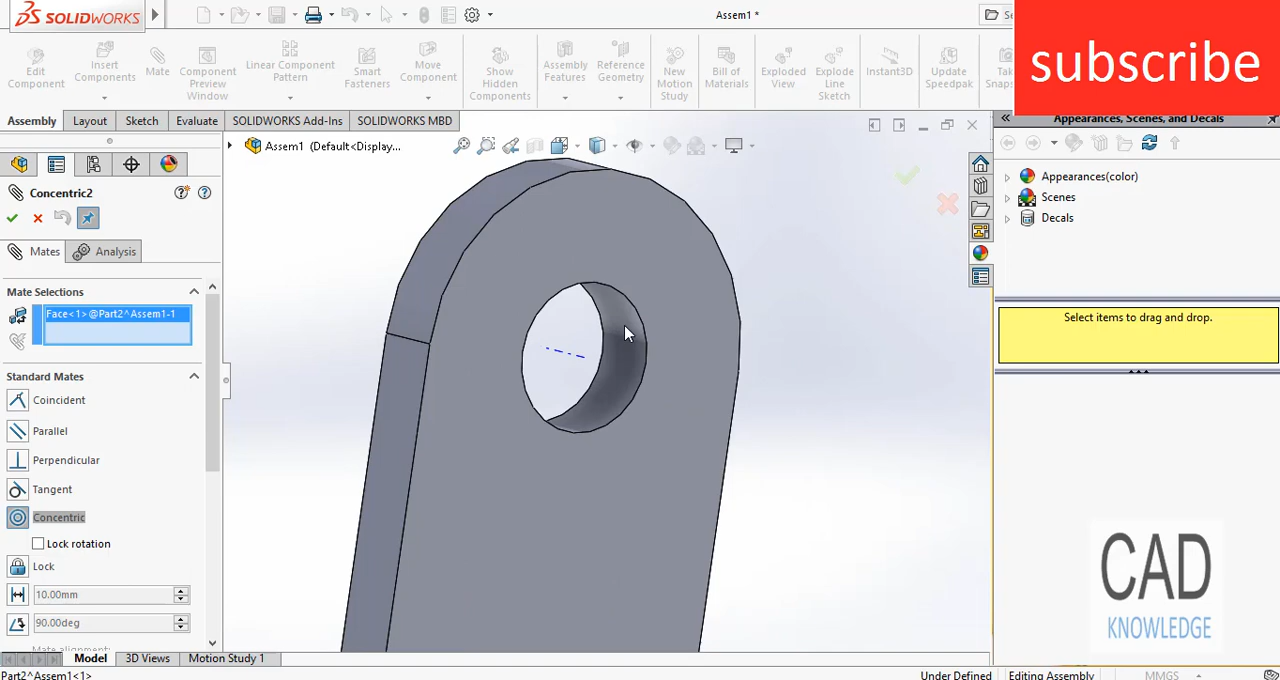 SOLIDWORKS
Assem1 *
Se
subscribe
Edit Component
Insert Components
Mate
Component Preview Window
Linear Component Pattern
Smart Fasteners
Move Component
Show Hidden Components
Assembly Features
Reference Geometry
New Motion Study
Bill of Materials
Exploded View
Explode Line Sketch
Instant3D
Update Speedpak
Assembly
Layout
Sketch
Evaluate
SOLIDWORKS Add-Ins
SOLIDWORKS MBD
Appearances, Scenes, and Decals
Assem1 (Default<Display...
Concentric2
Appearances(color)
Scenes
Decals
Mates
Analysis
Mate Selections
Face<1>@Part2^Assem1-1
Select items to drag and drop.
Standard Mates
Coincident
Parallel
Perpendicular
Tangent
Concentric
Lock rotation
Lock
10.00mm
90.00deg
CAD
KNOWLEDGE
Model
3D Views
Motion Study 1
Part2^Assem1<1>
Under Defined
Editing Assembly
MMGS